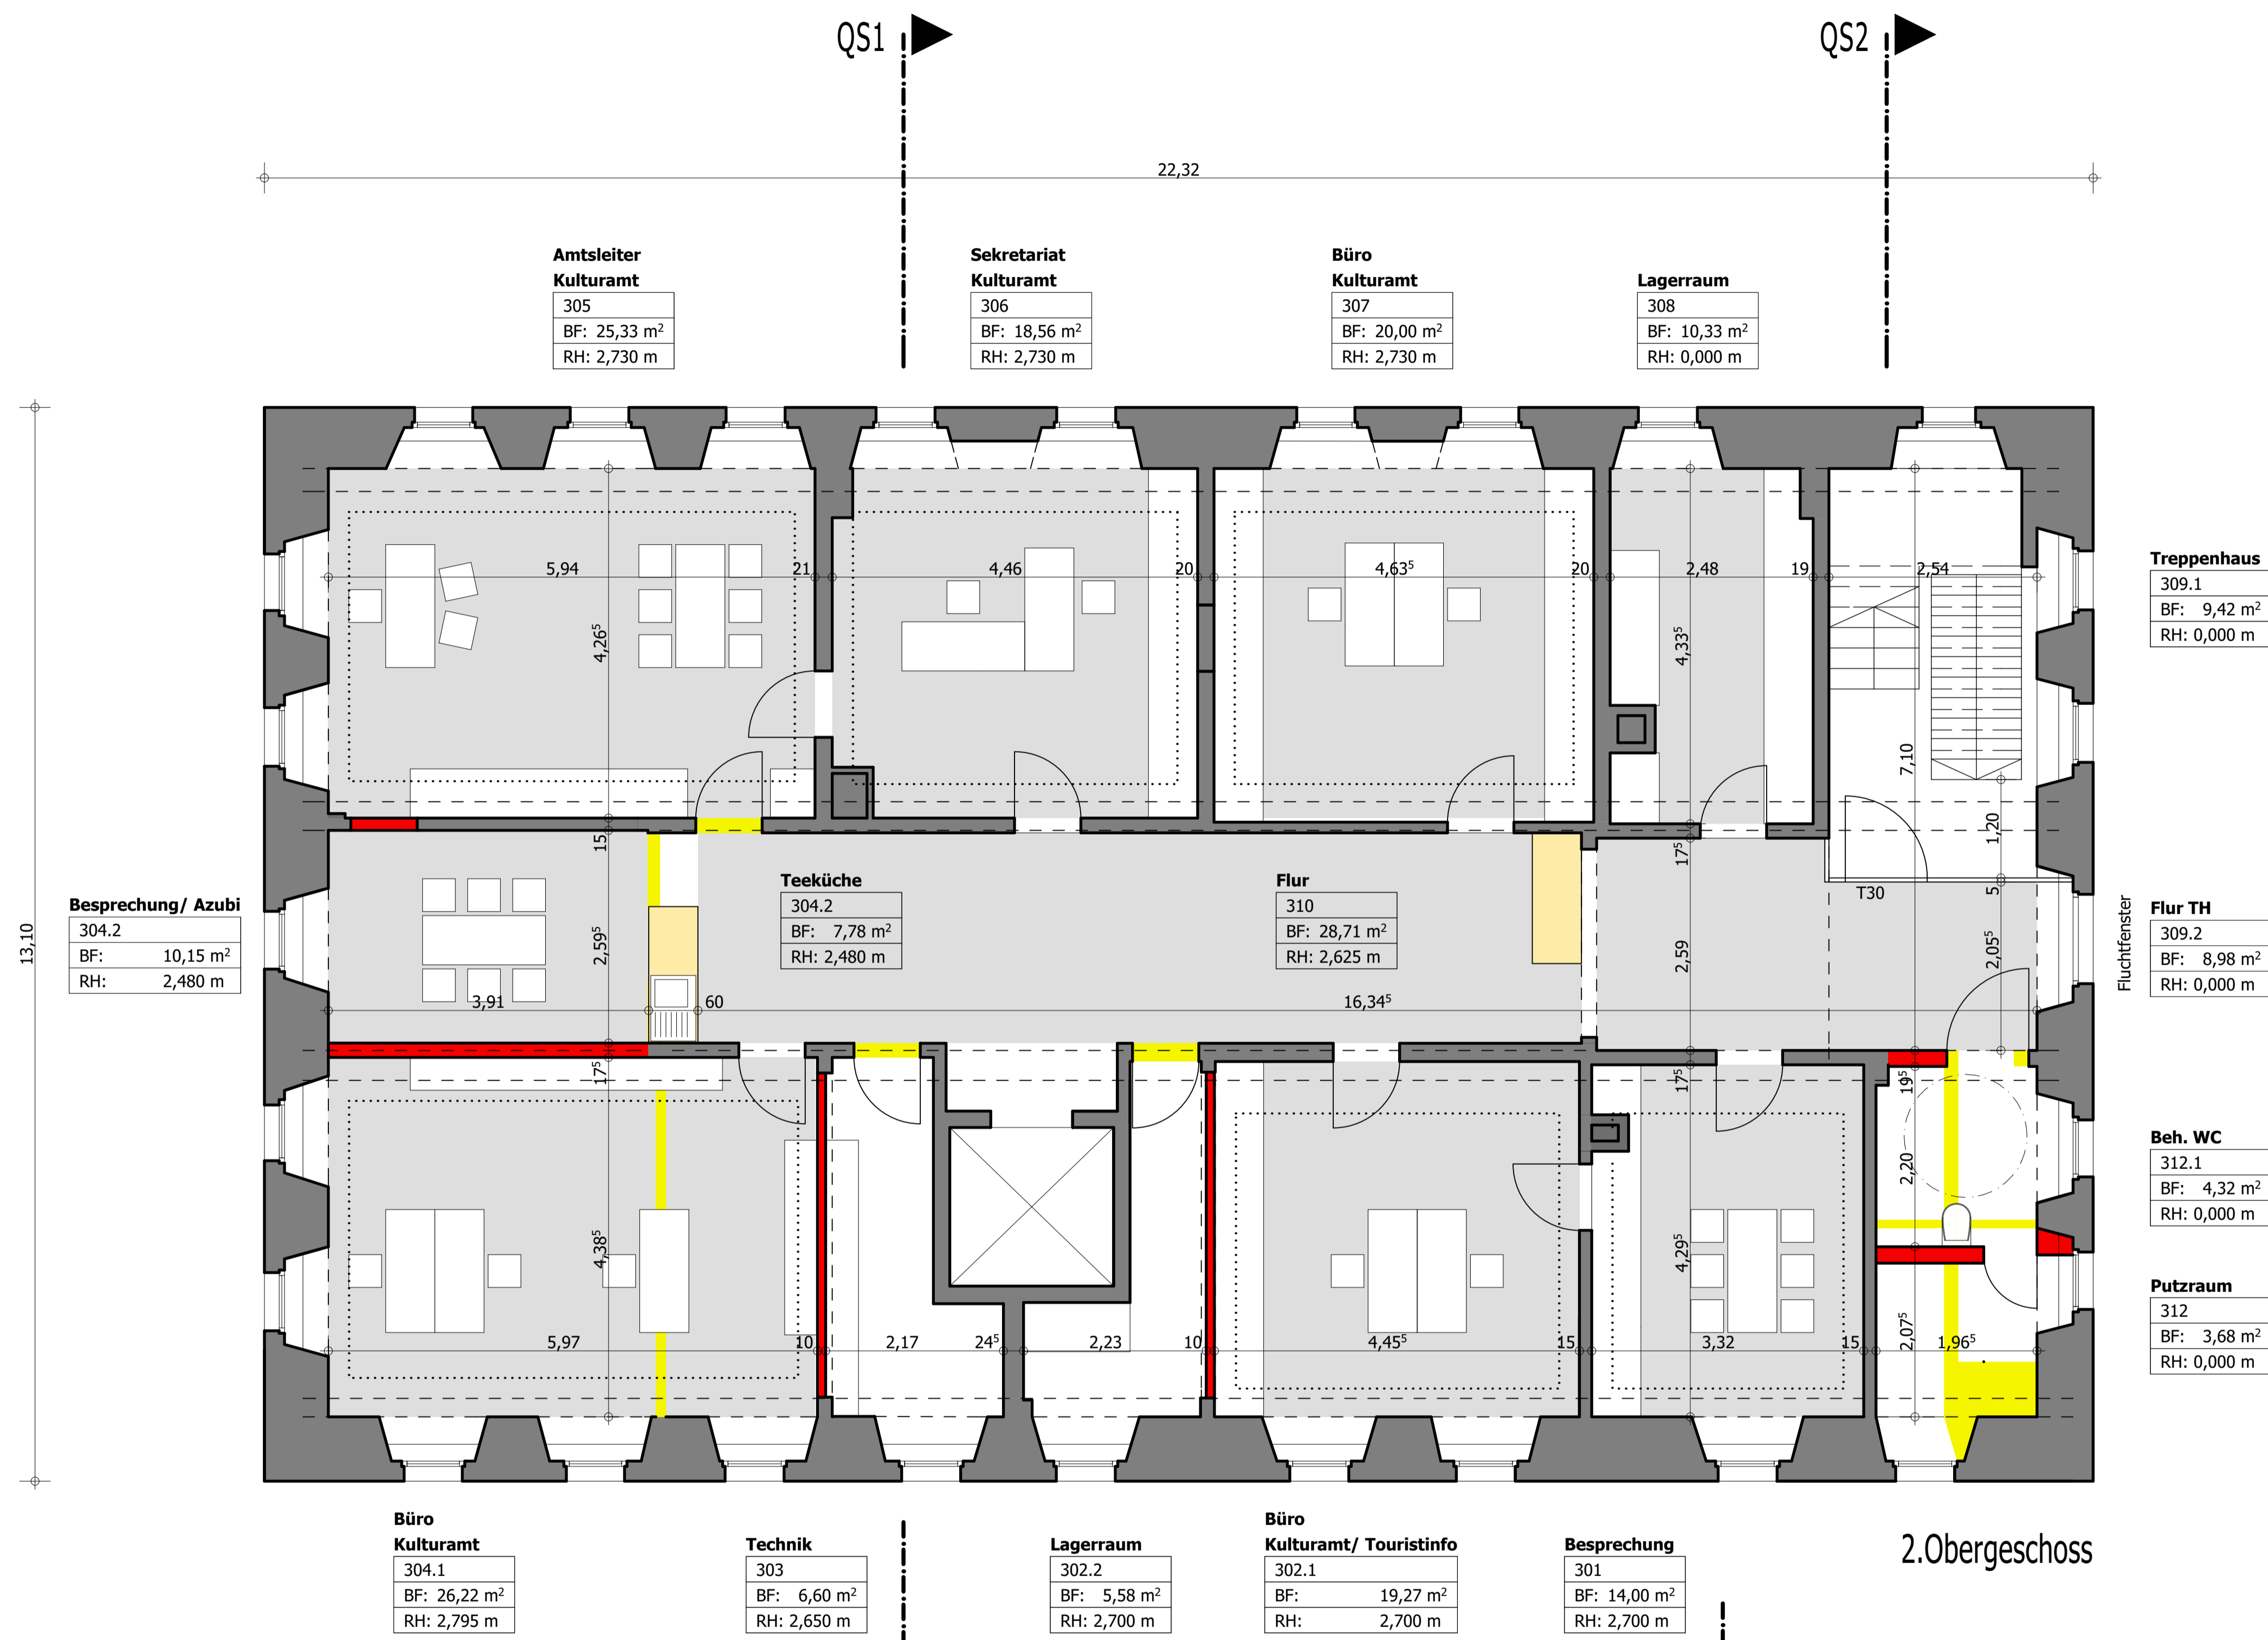 QS1
QS2
22,32
Amtsleiter
Kulturamt
305
BF: 25,33 m²
RH: 2,730 m
Sekretariat
Kulturamt
306
BF: 18,56 m²
RH: 2,730 m
Büro
Kulturamt
307
BF: 20,00 m²
RH: 2,730 m
Lagerraum
308
BF: 10,33 m²
RH: 0,000 m
5,94
21
4,46
20
4,63⁵
20
2,48
19
2,54
4,26⁵
4,33⁵
7,10
1,20
Treppenhaus
309.1
BF: 9,42 m²
RH: 0,000 m
13,10
Besprechung/ Azubi
304.2
BF: 10,15 m²
RH: 2,480 m
15
2,59⁵
3,91
60
Teeküche
304.2
BF: 7,78 m²
RH: 2,480 m
Flur
310
BF: 28,71 m²
RH: 2,625 m
16,34⁵
17⁵
2,59
T30
5
2,05⁵
Fluchtfenster
Flur TH
309.2
BF: 8,98 m²
RH: 0,000 m
17⁵
17⁵
19⁵
4,38⁵
4,29⁵
2,20
2,07⁵
Beh. WC
312.1
BF: 4,32 m²
RH: 0,000 m
Putzraum
312
BF: 3,68 m²
RH: 0,000 m
5,97
10
2,17
24⁵
2,23
10
4,45⁵
15
3,32
15
1,96⁵
Büro
Kulturamt
304.1
BF: 26,22 m²
RH: 2,795 m
Technik
303
BF: 6,60 m²
RH: 2,650 m
Lagerraum
302.2
BF: 5,58 m²
RH: 2,700 m
Büro
Kulturamt/ Touristinfo
302.1
BF: 19,27 m²
RH: 2,700 m
Besprechung
301
BF: 14,00 m²
RH: 2,700 m
2.Obergeschoss